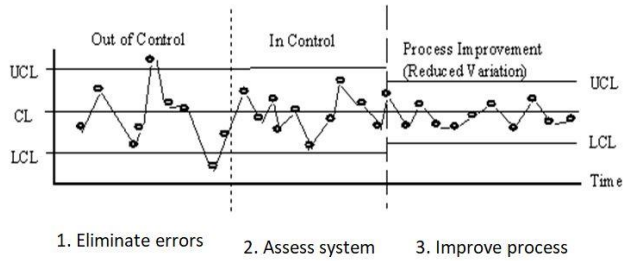 Out of Control
In Control
Process Improvement
(Reduced Variation)
UCL
UCL
CL
LCL
LCL
Time
1. Eliminate errors
2. Assess system
3. Improve process